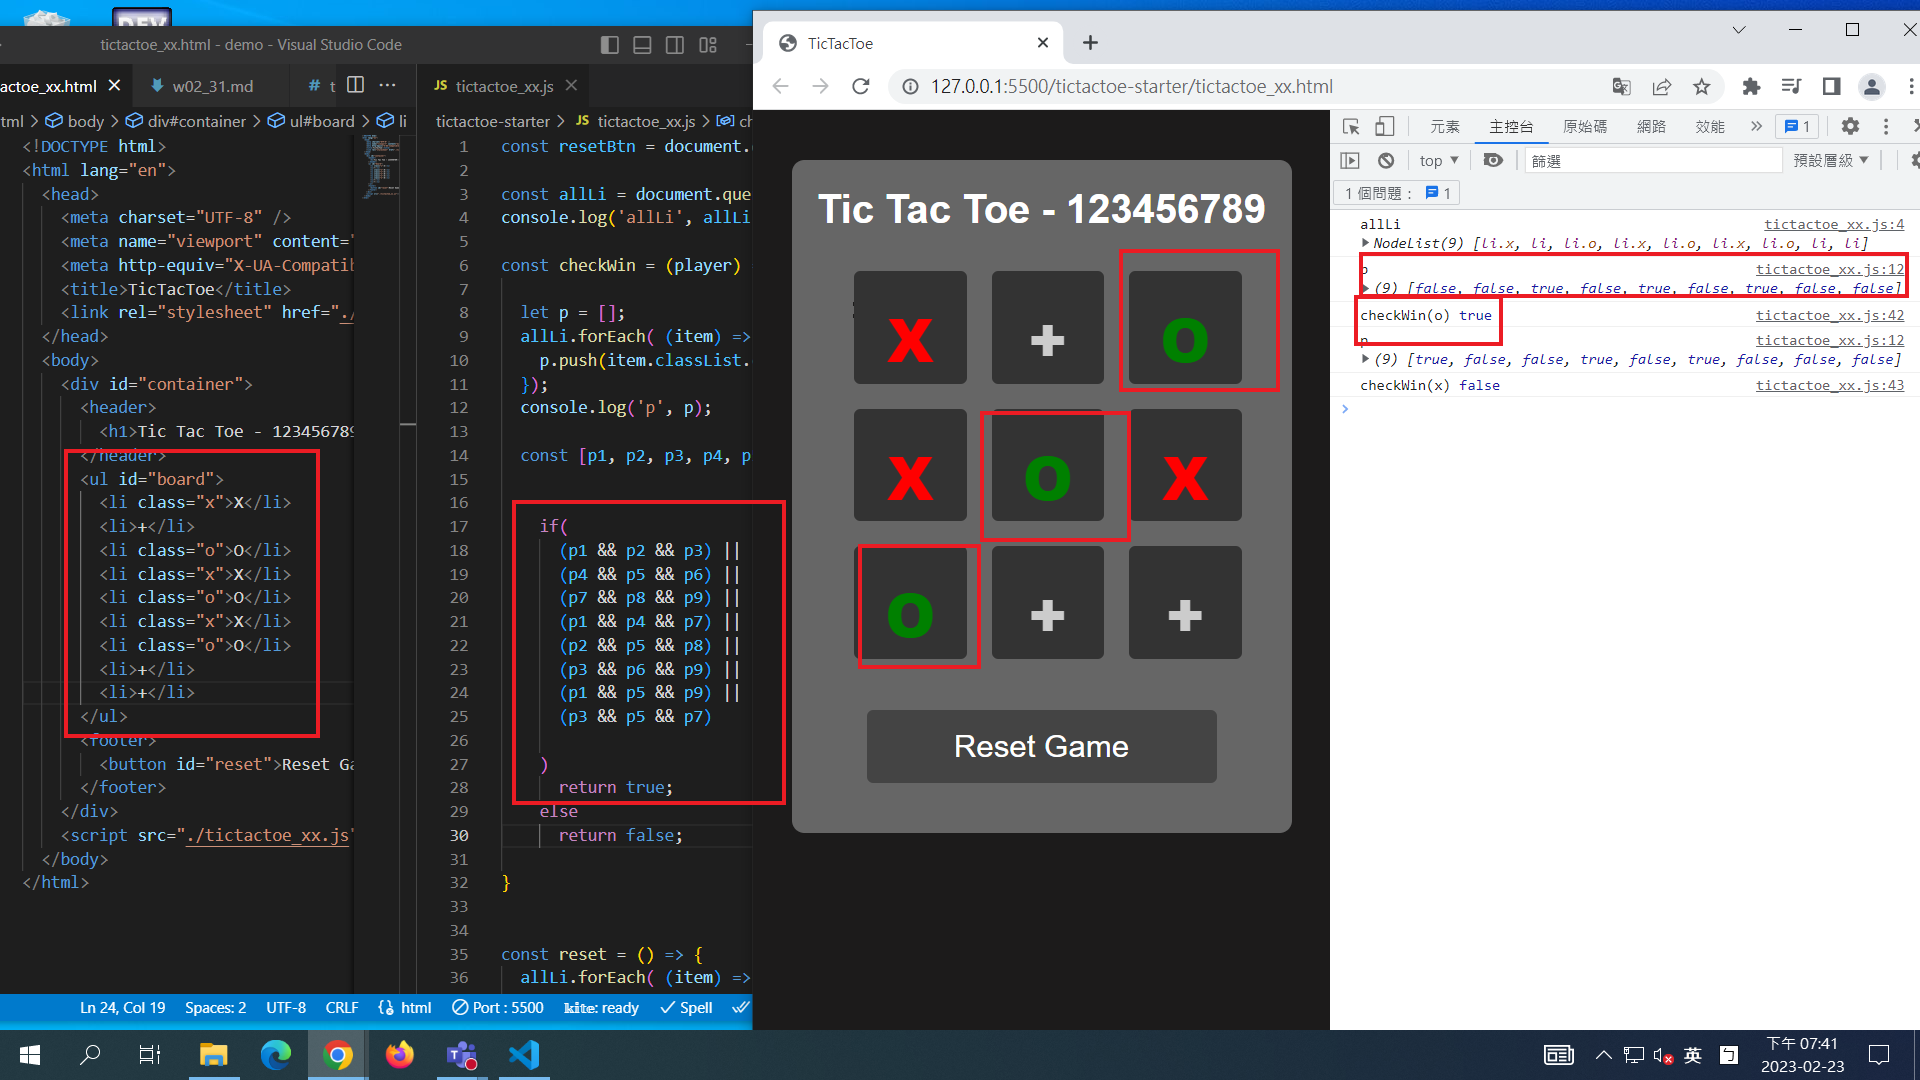 DEV
tictactoe_xx.html - demo - Visual Studio Code
actoe_xx.html
w02_31.md
# t
tml > body > div#container > ul#board > li
<!DOCTYPE html>
<html lang="en">
<head>
<meta charset="UTF-8" />
<meta name="viewport" content="
<meta http-equiv="X-UA-Compatib
<title>TicTacToe</title>
<link rel="stylesheet" href="./
</head>
<body>
<div id="container">
<header>
<h1>Tic Tac Toe - 123456789
</header>
<ul id="board">
<li class="x">X</li>
<li>+</li>
<li class="o">O</li>
<li class="x">X</li>
<li class="o">O</li>
<li class="x">X</li>
<li class="o">O</li>
<li>+</li>
<li>+</li>
</ul>
<footer>
<button id="reset">Reset Ga
</footer>
</div>
<script src="./tictactoe_xx.js"
</body>
</html>
JS tictactoe_xx.js
tictactoe-starter > JS tictactoe_xx.js > ch
1 const resetBtn = document.
2
3 const allLi = document.que
4 console.log('allLi', allLi
5
6 const checkWin = (player)
7
8 let p = [];
9 allLi.forEach( (item) =>
10 p.push(item.classList.
11 });
12 console.log('p', p);
13
14 const [p1, p2, p3, p4, p
15
16
17 if(
18 (p1 && p2 && p3) ||
19 (p4 && p5 && p6) ||
20 (p7 && p8 && p9) ||
21 (p1 && p4 && p7) ||
22 (p2 && p5 && p8) ||
23 (p3 && p6 && p9) ||
24 (p1 && p5 && p9) ||
25 (p3 && p5 && p7)
26
27 )
28 return true;
29 else
30 return false;
31
32 }
33
34
35 const reset = () => {
36 allLi.forEach( (item) =>
Ln 24, Col 19 Spaces: 2 UTF-8 CRLF html Port : 5500 kite: ready Spell
TicTacToe
127.0.0.1:5500/tictactoe-starter/tictactoe_xx.html
Tic Tac Toe - 123456789
X + O
X O X
O + +
Reset Game
元素 主控台 原始碼 網路 效能 » 1
top 篩選 預設層級
1 個問題： 1
allLi tictactoe_xx.js:4
NodeList(9) [li.x, li, li.o, li.x, li.o, li.x, li.o, li, li]
p tictactoe_xx.js:12
(9) [false, false, true, false, true, false, true, false, false]
checkWin(o) true tictactoe_xx.js:42
p tictactoe_xx.js:12
(9) [true, false, false, true, false, true, false, false, false]
checkWin(x) false tictactoe_xx.js:43
英 ㄅ
下午 07:41
2023-02-23